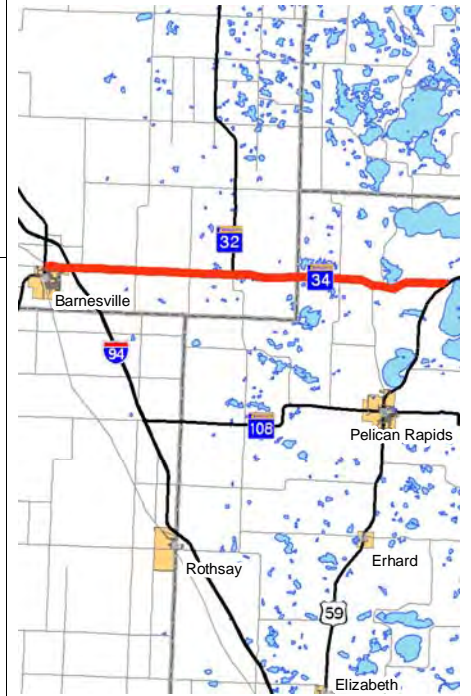 32
34
Barnesville
94
108
Pelican Rapids
Rothsay
Erhard
59
Elizabeth